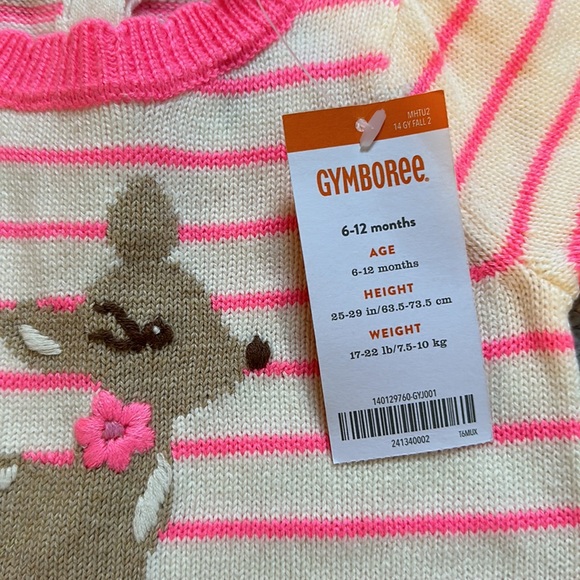 MHTU2
14 GY FALL 2
GYMBOREE®
6-12 months
AGE
6-12 months
HEIGHT
25-29 in/63.5-73.5 cm
WEIGHT
17-22 lb/7.5-10 kg
140129760-GYJ001
241340002
T6MUX